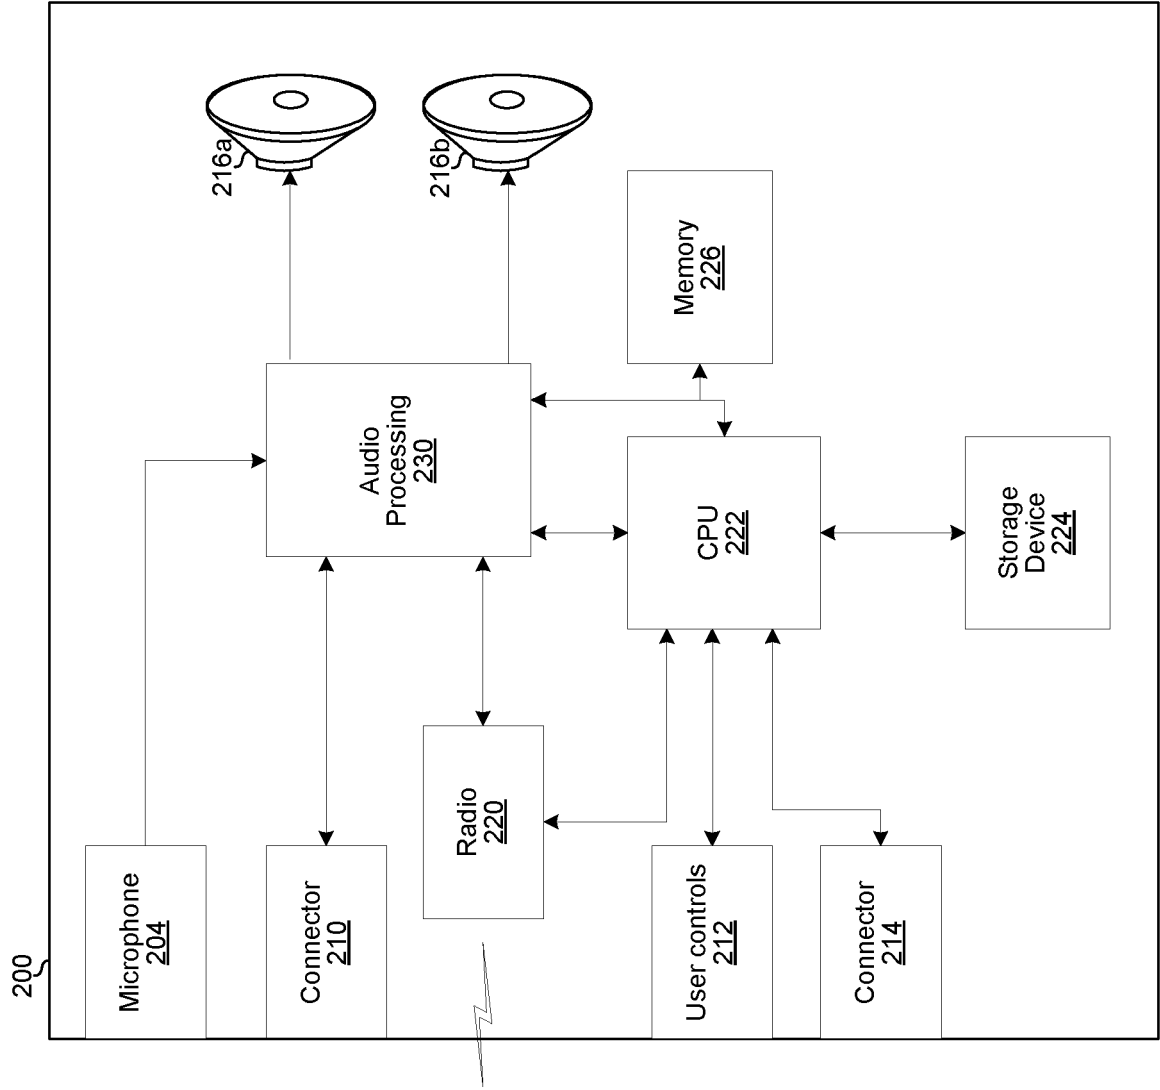 200
Microphone
204
Connector
210
Radio
220
User controls
212
Connector
214
Audio
Processing
230
CPU
222
Storage
Device
224
Memory
226
216a
216b